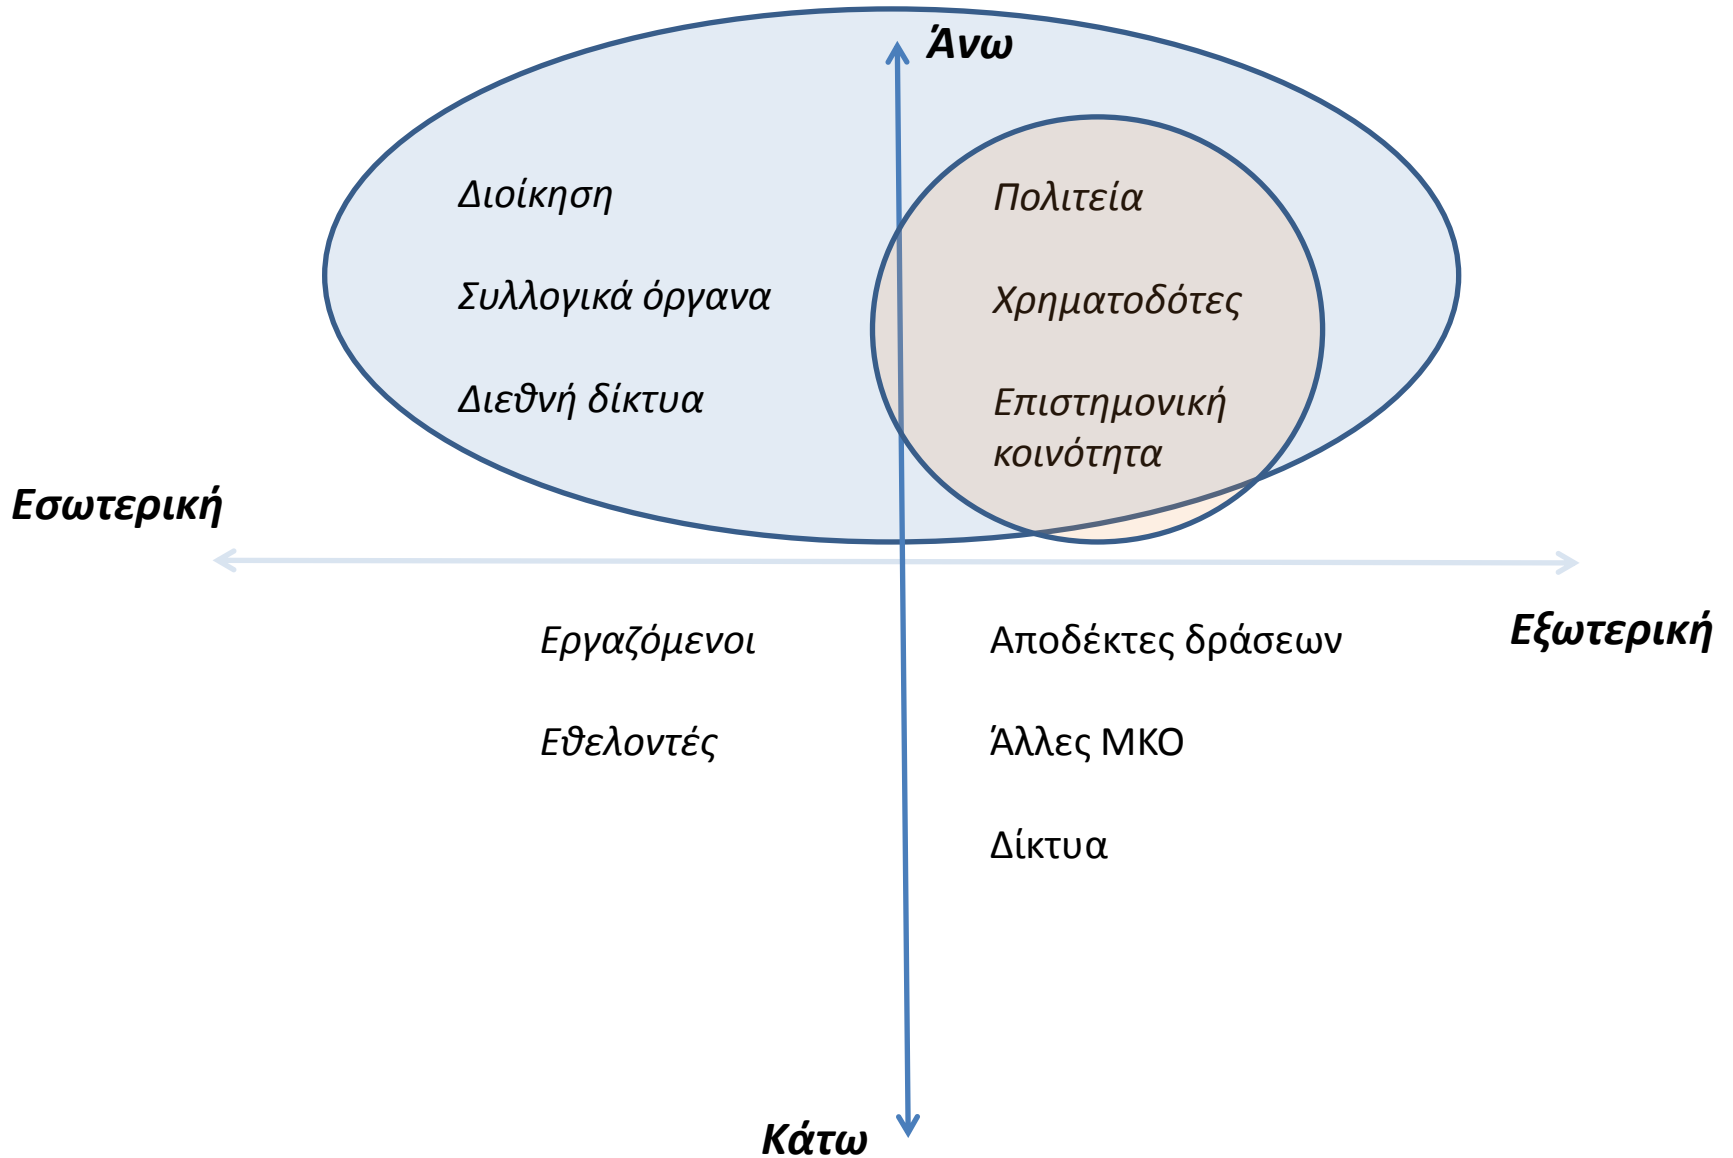 Άνω
Διοίκηση
Πολιτεία
Συλλογικά όργανα
Χρηματοδότες
Διεθνή δίκτυα
Επιστημονική
κοινότητα
Εσωτερική
Εξωτερική
Εργαζόμενοι
Αποδέκτες δράσεων
Εθελοντές
Άλλες ΜΚΟ
Δίκτυα
Κάτω